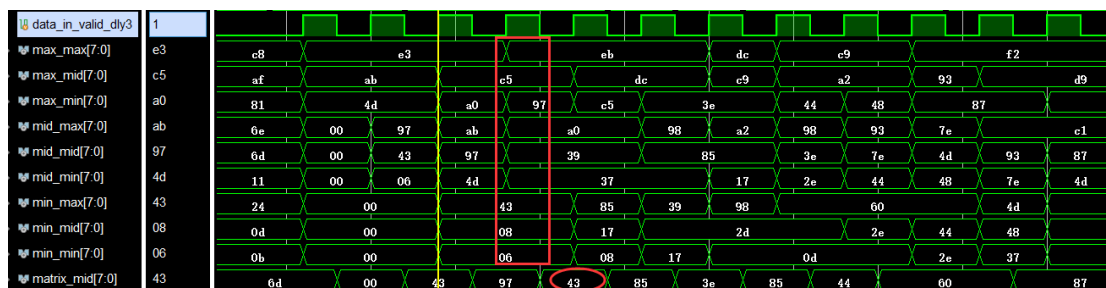 data_in_valid_dly3 1
max_max[7:0] e3 c8 e3 eb dc c9 f2
max_mid[7:0] c5 af ab c5 dc c9 a2 93 d9
max_min[7:0] a0 81 4d a0 97 c5 3e 44 48 87
mid_max[7:0] ab 6e 00 97 ab a0 98 a2 98 93 7e c1
mid_mid[7:0] 97 6d 00 43 97 39 85 3e 7e 4d 93 87
mid_min[7:0] 4d 11 00 06 4d 37 17 2e 44 48 7e 4d
min_max[7:0] 43 24 00 43 85 39 98 60 4d
min_mid[7:0] 08 0d 00 08 17 2d 2e 44 48
min_min[7:0] 06 0b 00 06 08 17 0d 2e 37
matrix_mid[7:0] 43 6d 00 43 97 43 85 3e 85 44 60 87